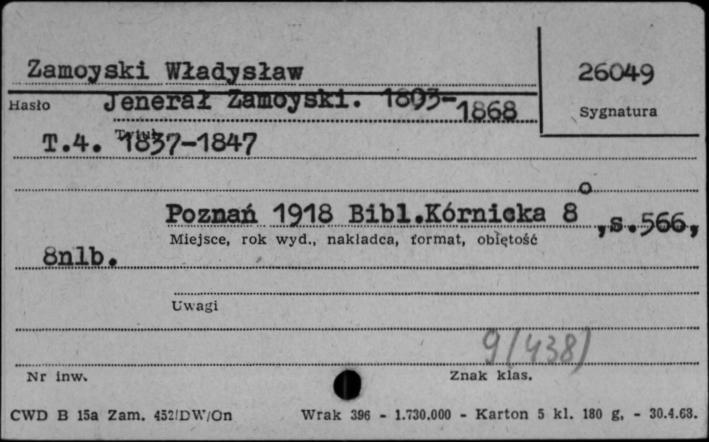 Zamoyski Władysław
26049
Hasło
Jenerał Zamoyski. 1803-1868
Sygnatura
Tytuł
T.4. 1837-1847
Poznań 1918 Bibl.Kórnicka 8°,s.566,
Miejsce, rok wyd., nakładca, format, objętość
8nlb.
Uwagi
9(438)
Nr inw.
Znak klas.
CWD B 15a Zam. 452/DW/On Wrak 396 - 1.730.000 - Karton 5 kl. 180 g, - 30.4.68.